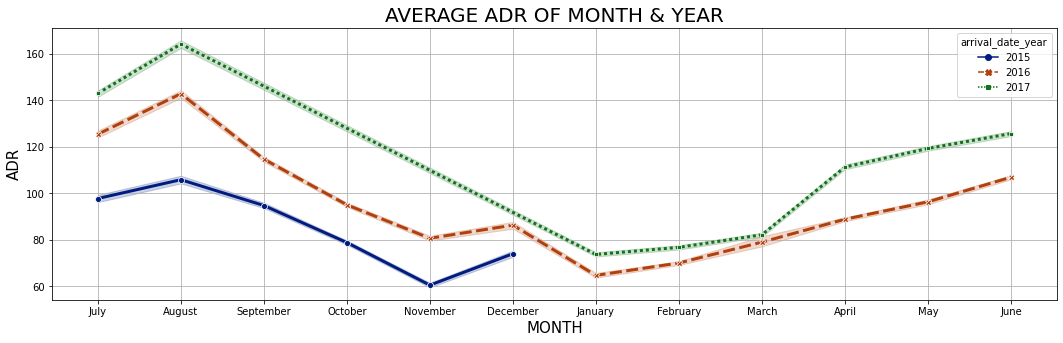 AVERAGE ADR OF MONTH & YEAR
arrival_date_year
2015
2016
2017
160
140
120
100
80
60
ADR
July August September October November December January February March April May June
MONTH